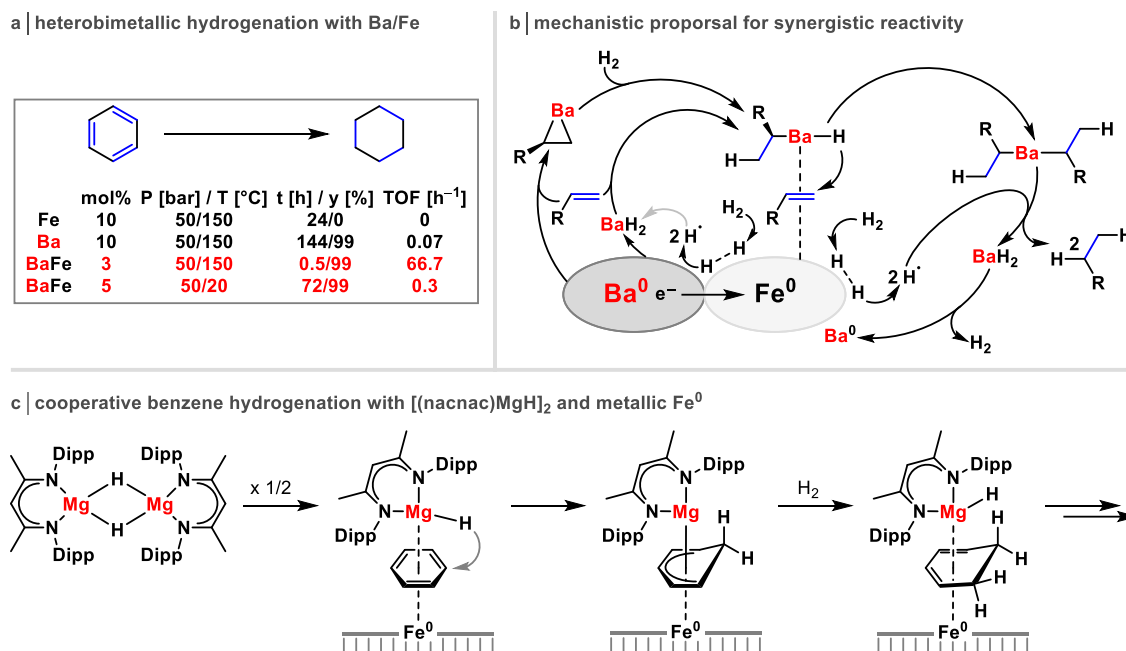 a | heterobimetallic hydrogenation with Ba/Fe
mol% P [bar] / T [°C] t [h] / y [%] TOF [h⁻¹]
Fe 10 50/150 24/0 0
Ba 10 50/150 144/99 0.07
BaFe 3 50/150 0.5/99 66.7
BaFe 5 50/20 72/99 0.3
b | mechanistic proporsal for synergistic reactivity
H₂
Ba
R
R
Ba H
H
R
H
Ba
H
R
R
BaH₂
2 H·
H₂
H
H
R
H₂
H
H
2 H·
BaH₂
2
H
R
Ba⁰ e– Fe⁰
Ba⁰
H₂
c | cooperative benzene hydrogenation with [(nacnac)MgH]₂ and metallic Fe⁰
Dipp Dipp
N H N
Mg Mg
N H N
Dipp Dipp
x 1/2
N Dipp
N Mg H
Dipp
Fe⁰
N Dipp
N Mg
Dipp H
H
Fe⁰
H₂
N Dipp
H
N Mg
Dipp H
H
H
H
Fe⁰